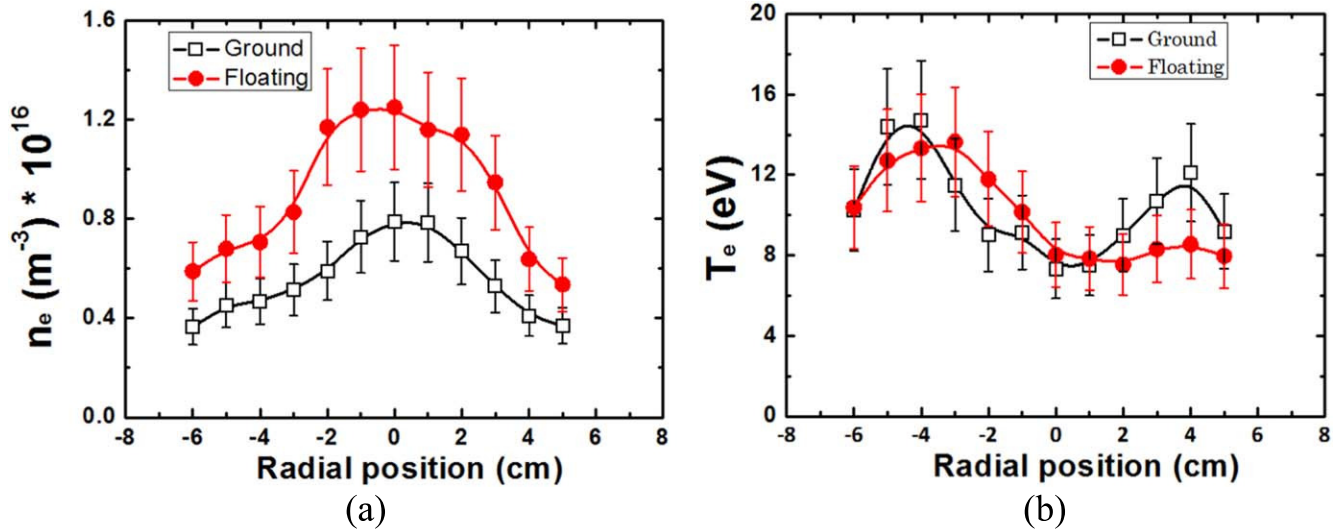 1.6
1.2
0.8
0.4
0.0
nₑ (m⁻³) * 10¹⁶
Ground
Floating
-8 -6 -4 -2 0 2 4 6 8
Radial position (cm)
(a)
20
16
12
8
4
0
Tₑ (eV)
Ground
Floating
-8 -6 -4 -2 0 2 4 6 8
Radial position (cm)
(b)